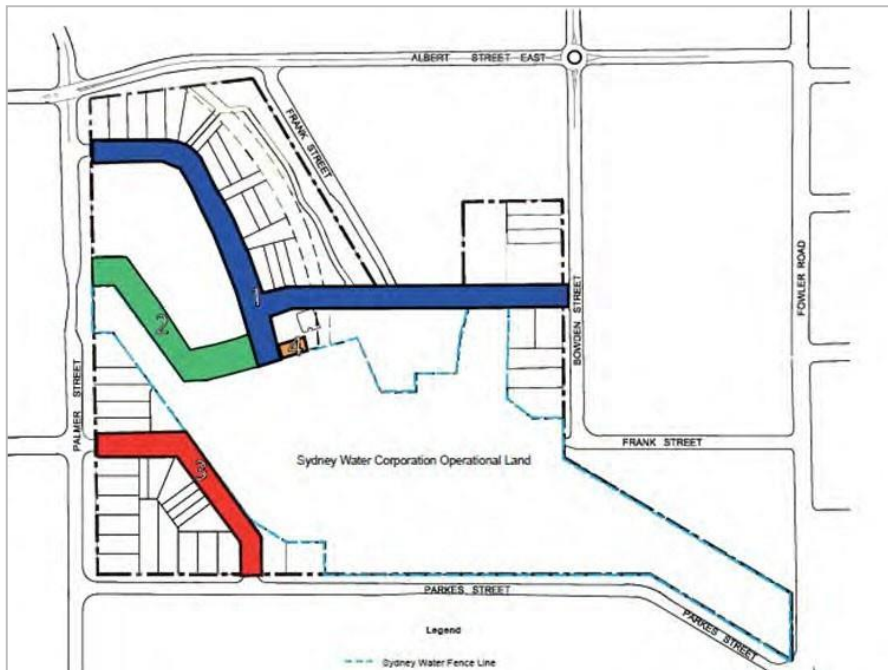 ALBERT STREET EAST
FRANK STREET
1
2
4
PALMER STREET
BOWDEN STREET
FOWLER ROAD
3
Sydney Water Corporation Operational Land
FRANK STREET
PARKES STREET
PARKES STREET
Legend
Sydney Water Fence Line